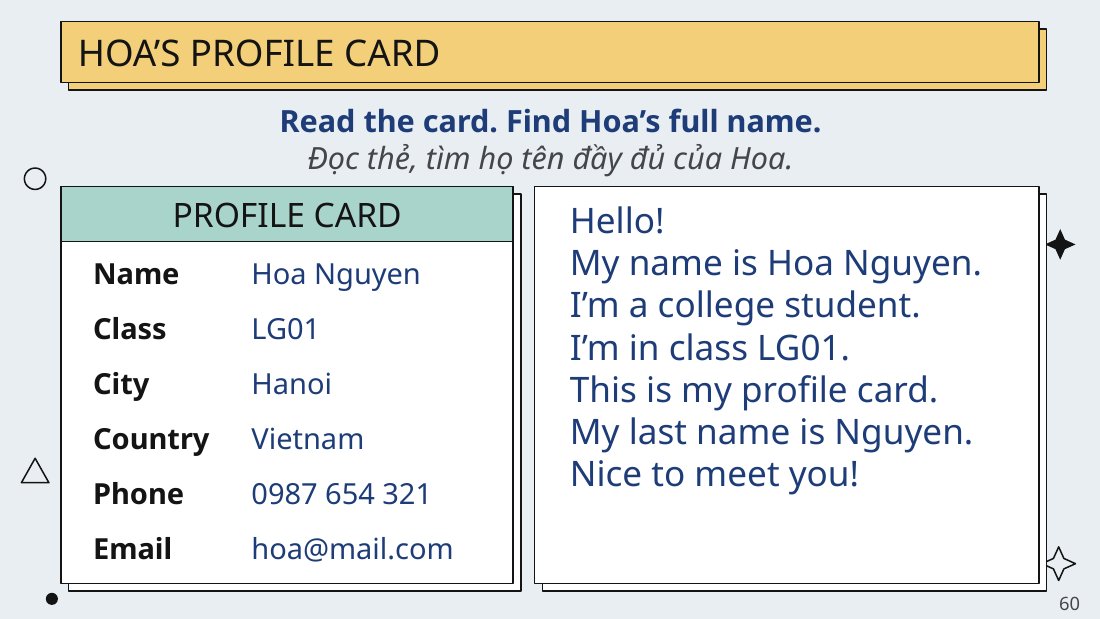 HOA’S PROFILE CARD
Read the card. Find Hoa’s full name.
Đọc thẻ, tìm họ tên đầy đủ của Hoa.
PROFILE CARD
Name Hoa Nguyen
Class LG01
City Hanoi
Country Vietnam
Phone 0987 654 321
Email hoa@mail.com
Hello!
My name is Hoa Nguyen.
I’m a college student.
I’m in class LG01.
This is my profile card.
My last name is Nguyen.
Nice to meet you!
60